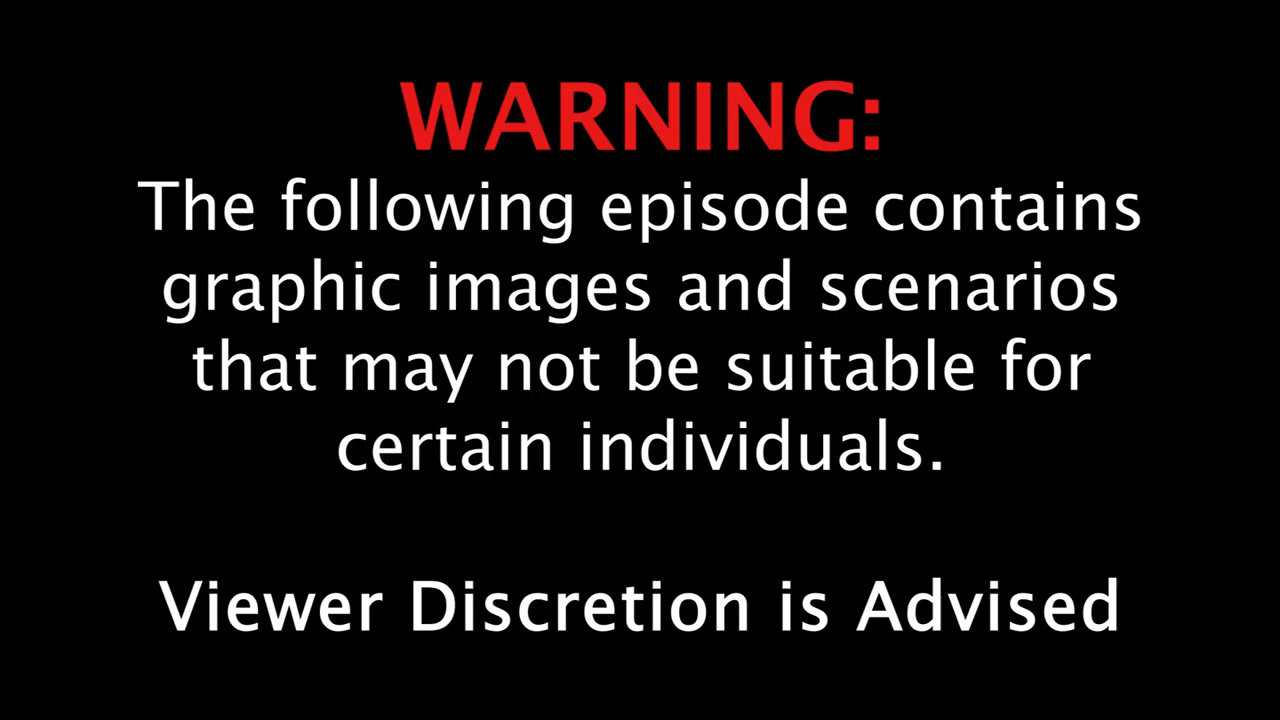 WARNING:
The following episode contains
graphic images and scenarios
that may not be suitable for
certain individuals.
Viewer Discretion is Advised